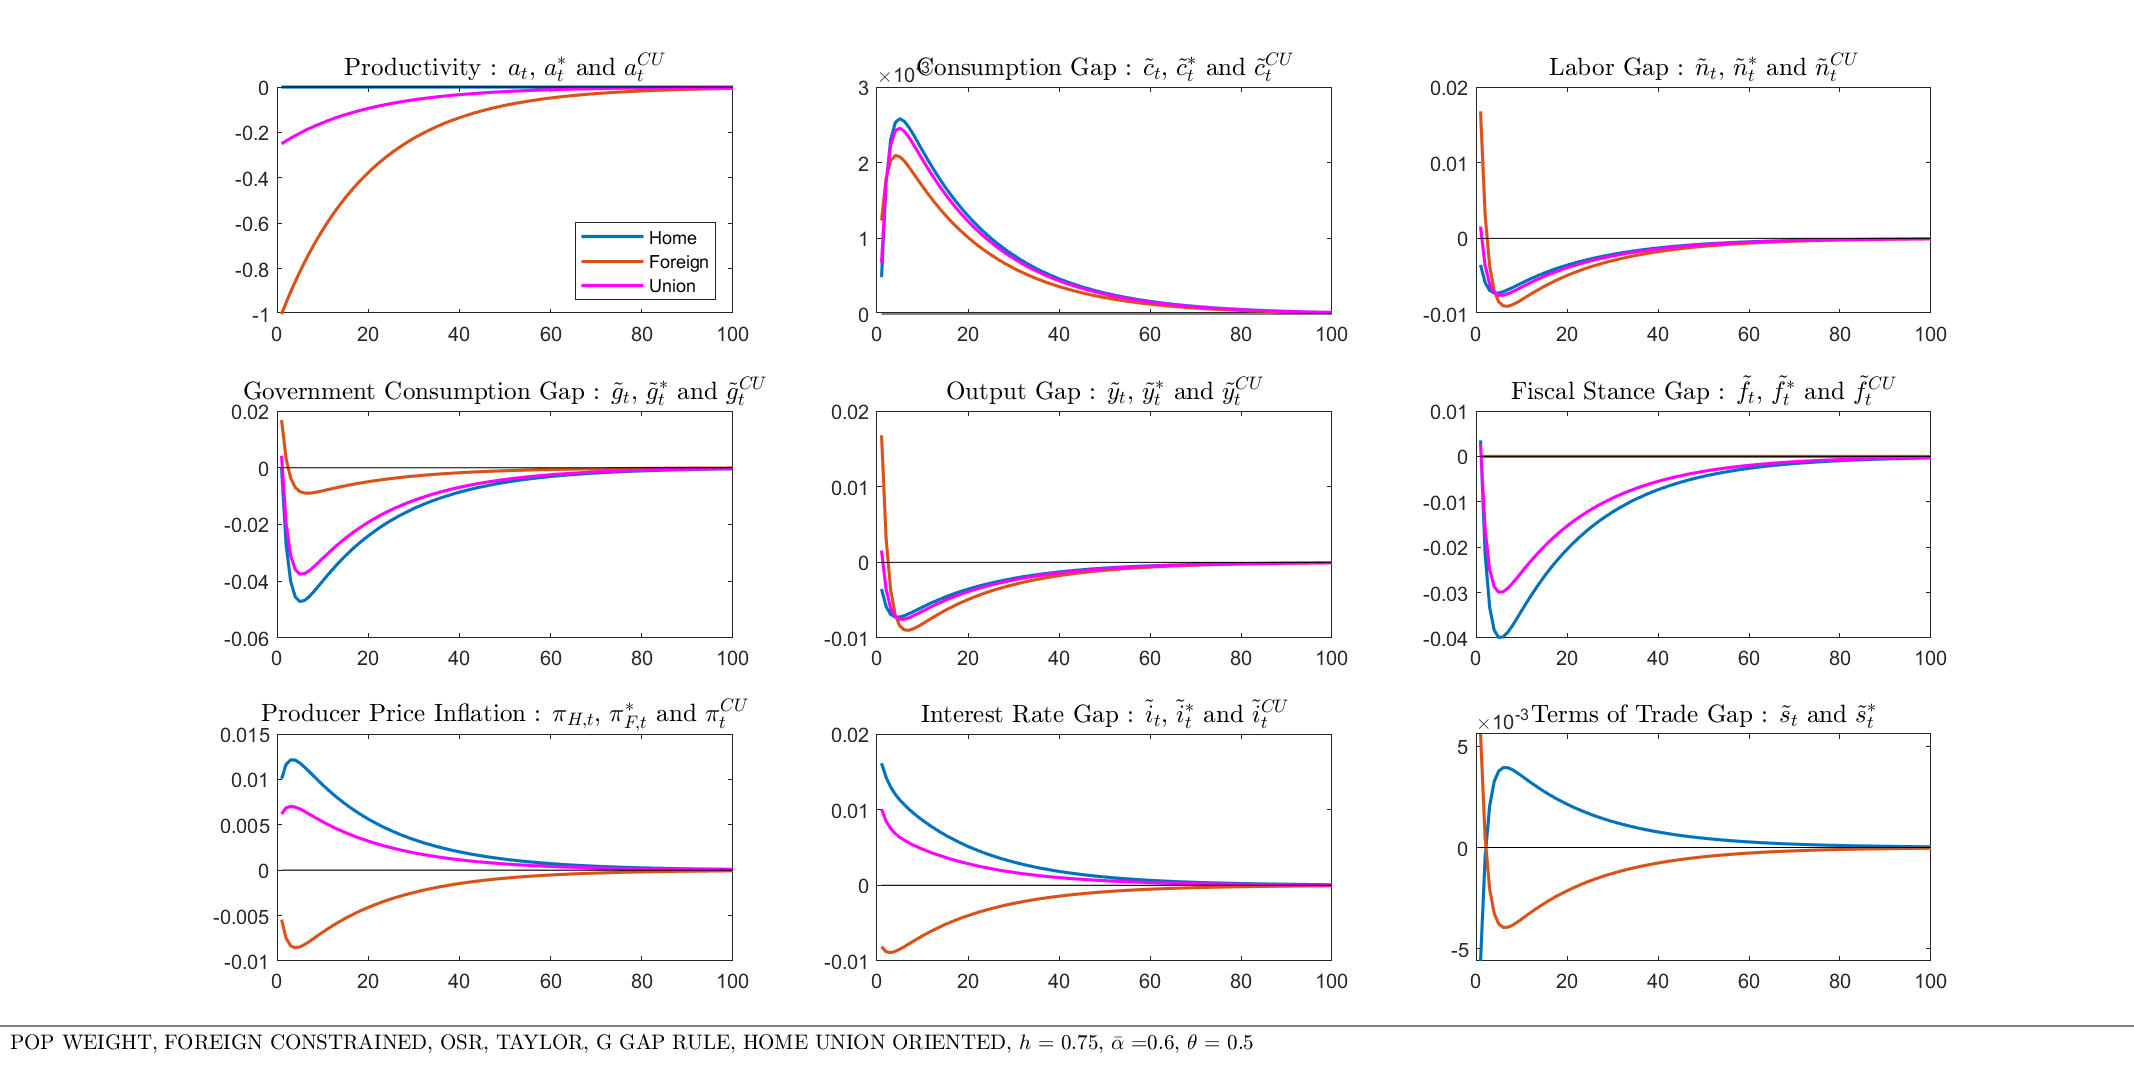 Productivity : a_t, a_t^* and a_t^{CU}
0
-0.2
-0.4
-0.6
-0.8
-1
0 20 40 60 80 100
Home
Foreign
Union
Consumption Gap : c̃_t, c̃_t^* and c̃_t^{CU}
3
2
1
0
0 20 40 60 80 100
Labor Gap : ñ_t, ñ_t^* and ñ_t^{CU}
0.02
0.01
0
-0.01
0 20 40 60 80 100
Government Consumption Gap : g̃_t, g̃_t^* and g̃_t^{CU}
0.02
0
-0.02
-0.04
-0.06
0 20 40 60 80 100
Output Gap : ỹ_t, ỹ_t^* and ỹ_t^{CU}
0.02
0.01
0
-0.01
0 20 40 60 80 100
Fiscal Stance Gap : f̃_t, f̃_t^* and f̃_t^{CU}
0.01
0
-0.01
-0.02
-0.03
-0.04
0 20 40 60 80 100
Producer Price Inflation : π_{H,t}, π_{F,t}^* and π_t^{CU}
0.015
0.01
0.005
0
-0.005
-0.01
0 20 40 60 80 100
Interest Rate Gap : ĩ_t, ĩ_t^* and ĩ_t^{CU}
0.02
0.01
0
-0.01
0 20 40 60 80 100
×10^{-3} Terms of Trade Gap : s̃_t and s̃_t^*
5
0
-5
0 20 40 60 80 100
POP WEIGHT, FOREIGN CONSTRAINED, OSR, TAYLOR, G GAP RULE, HOME UNION ORIENTED, h = 0.75, ᾱ =0.6, θ = 0.5